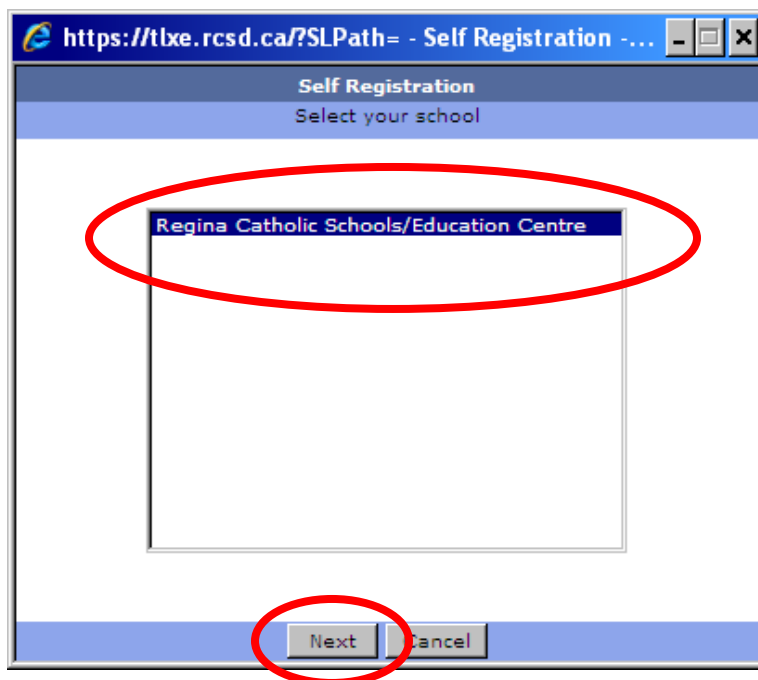 https://tlxe.rcsd.ca/?SLPath= - Self Registration -...
Self Registration
Select your school
Regina Catholic Schools/Education Centre
Next Cancel